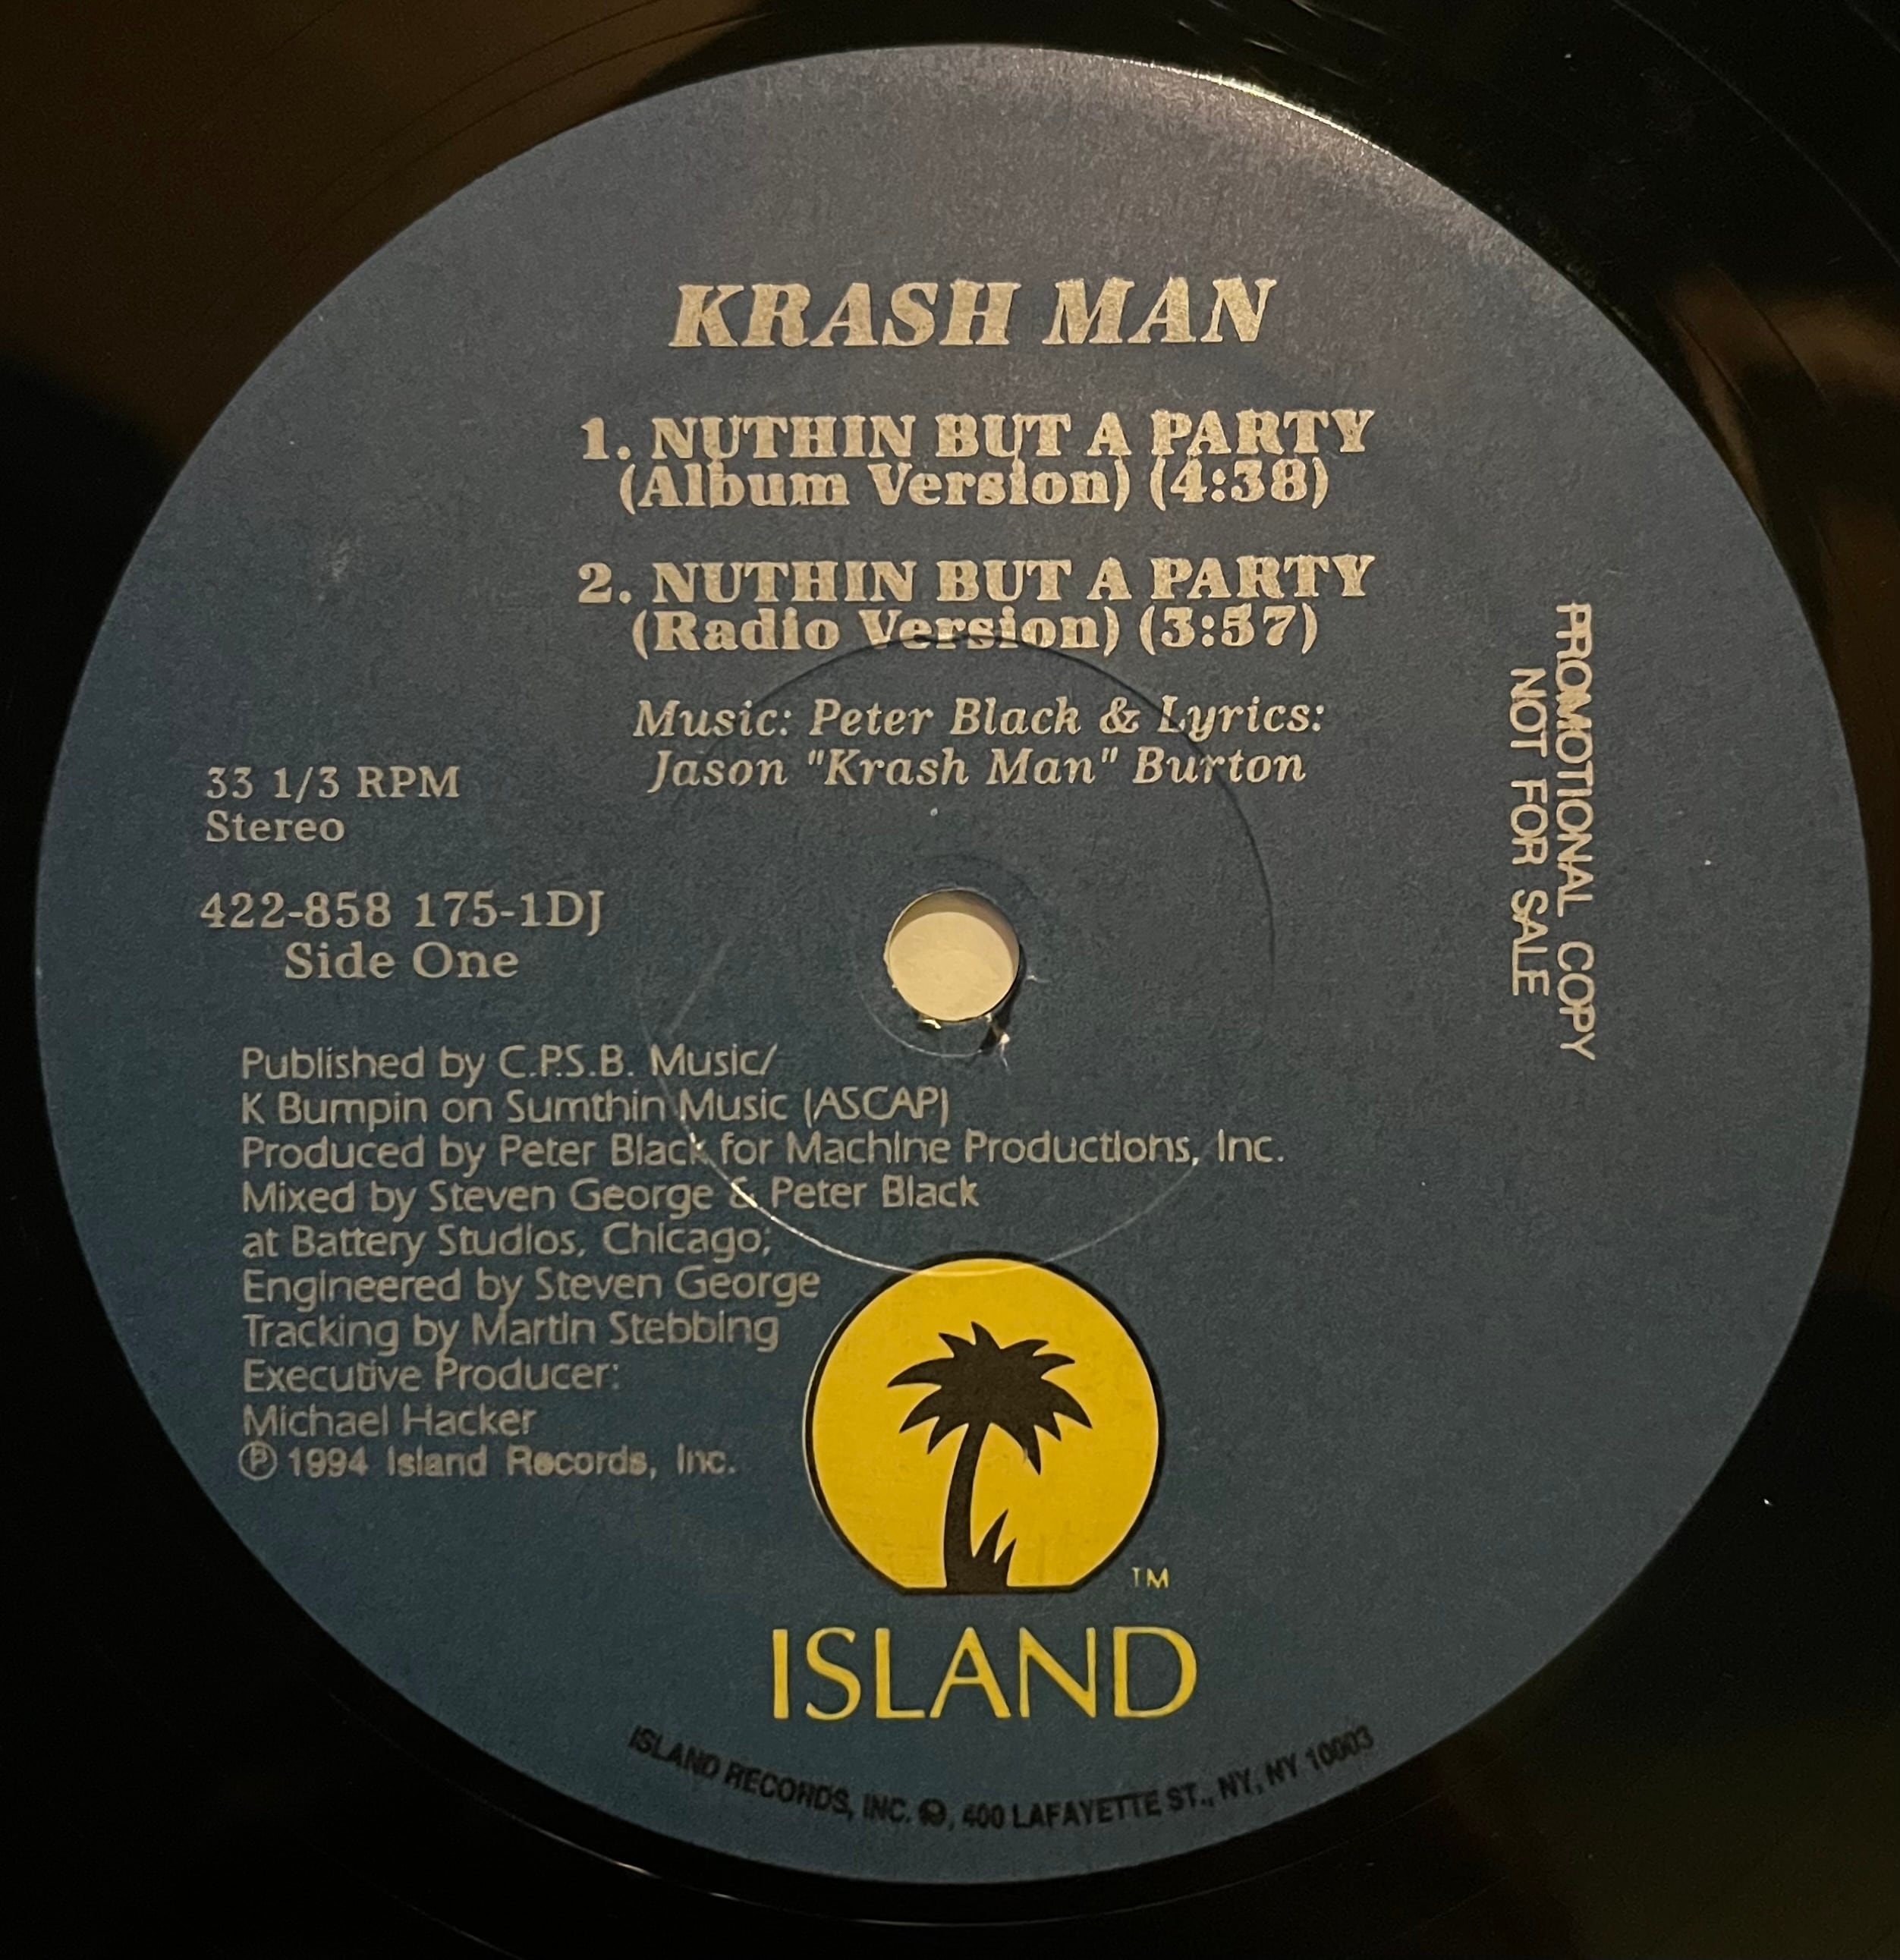 KRASH MAN
1. NUTHIN BUT A PARTY
(Album Version) (4:38)
2. NUTHIN BUT A PARTY
(Radio Version) (3:57)
Music: Peter Black & Lyrics:
Jason "Krash Man" Burton
33 1/3 RPM
Stereo
422-858 175-1DJ
Side One
PROMOTIONAL COPY
NOT FOR SALE
Published by C.P.S.B. Music/
K Bumpin on Sumthin Music (ASCAP)
Produced by Peter Black for Machine Productions, Inc.
Mixed by Steven George & Peter Black
at Battery Studios, Chicago;
Engineered by Steven George
Tracking by Martin Stebbing
Executive Producer:
Michael Hacker
℗ 1994 Island Records, Inc.
TM
ISLAND
ISLAND RECORDS, INC. , 400 LAFAYETTE ST., NY, NY 10003